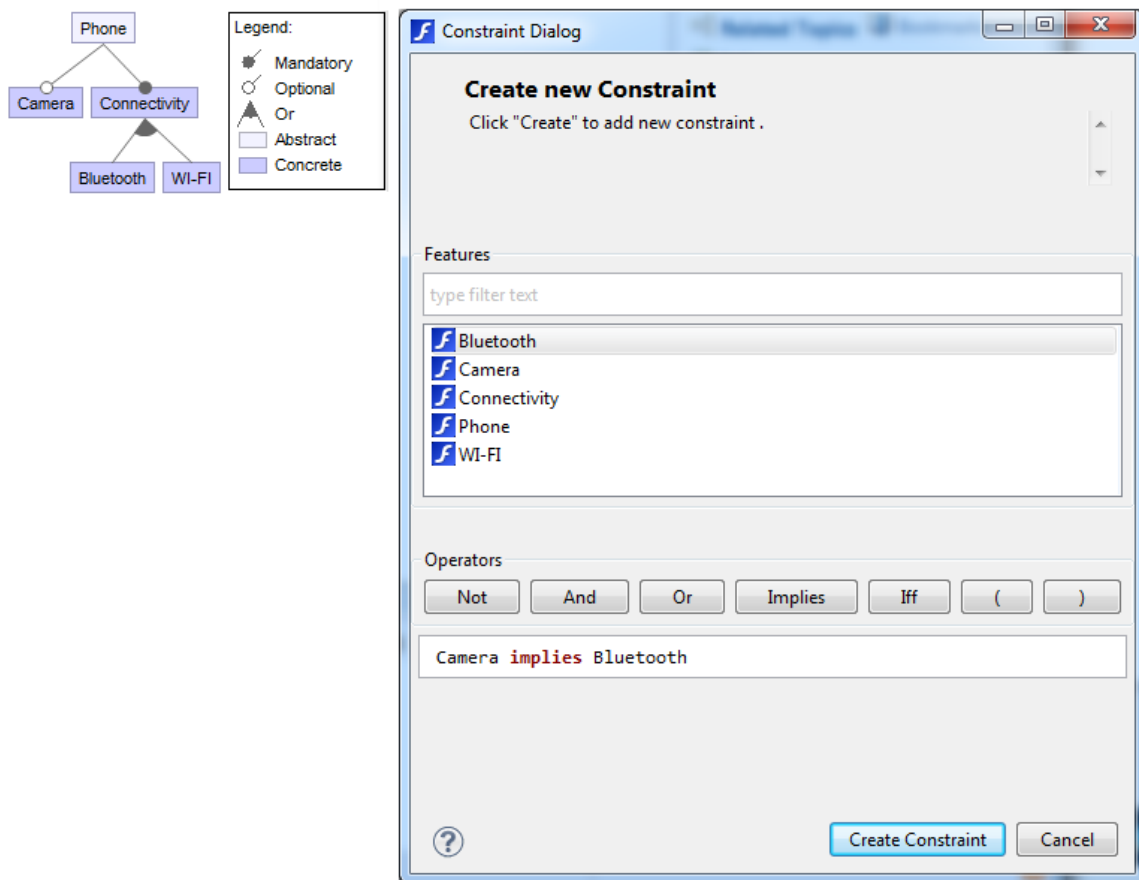 Phone
Camera Connectivity
Bluetooth WI-FI
Legend:
Mandatory
Optional
Or
Abstract
Concrete
Constraint Dialog
Related Topics
Create new Constraint
Click "Create" to add new constraint .
Features
type filter text
Bluetooth
Camera
Connectivity
Phone
WI-FI
Operators
Not And Or Implies Iff ( )
Camera implies Bluetooth
Create Constraint Cancel